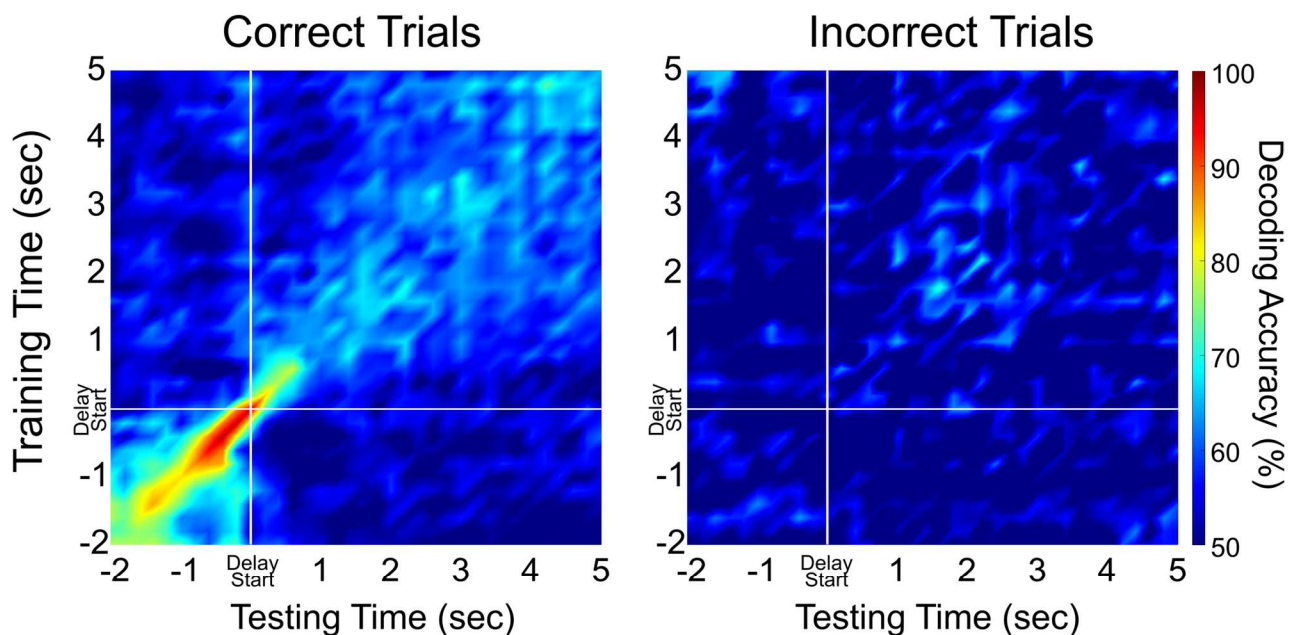 Correct Trials
Incorrect Trials
Training Time (sec)
5
4
3
2
1
Delay
Start
-1
-2
-2
-1
Delay
Start
1
2
3
4
5
Testing Time (sec)
5
4
3
2
1
Delay
Start
-1
-2
-2
-1
Delay
Start
1
2
3
4
5
Testing Time (sec)
100
90
80
70
60
50
Decoding Accuracy (%)